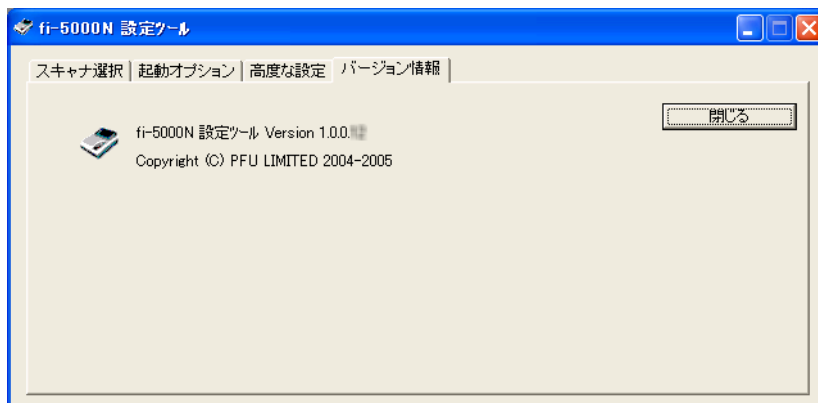 fi-5000N 設定ツール
スキャナ選択 起動オプション 高度な設定 バージョン情報
閉じる
fi-5000N 設定ツール Version 1.0.0.
Copyright (C) PFU LIMITED 2004-2005